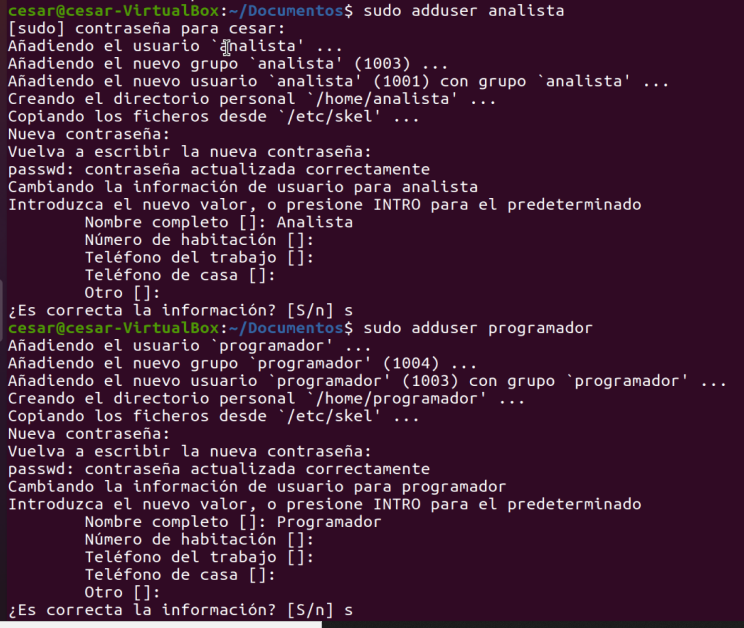 cesar@cesar-VirtualBox:~/Documentos$ sudo adduser analista
[sudo] contraseña para cesar:
Añadiendo el usuario `analista' ...
Añadiendo el nuevo grupo `analista' (1003) ...
Añadiendo el nuevo usuario `analista' (1001) con grupo `analista' ...
Creando el directorio personal `/home/analista' ...
Copiando los ficheros desde `/etc/skel' ...
Nueva contraseña:
Vuelva a escribir la nueva contraseña:
passwd: contraseña actualizada correctamente
Cambiando la información de usuario para analista
Introduzca el nuevo valor, o presione INTRO para el predeterminado
Nombre completo []: Analista
Número de habitación []:
Teléfono del trabajo []:
Teléfono de casa []:
Otro []:
¿Es correcta la información? [S/n] s
cesar@cesar-VirtualBox:~/Documentos$ sudo adduser programador
Añadiendo el usuario `programador' ...
Añadiendo el nuevo grupo `programador' (1004) ...
Añadiendo el nuevo usuario `programador' (1003) con grupo `programador' ...
Creando el directorio personal `/home/programador' ...
Copiando los ficheros desde `/etc/skel' ...
Nueva contraseña:
Vuelva a escribir la nueva contraseña:
passwd: contraseña actualizada correctamente
Cambiando la información de usuario para programador
Introduzca el nuevo valor, o presione INTRO para el predeterminado
Nombre completo []: Programador
Número de habitación []:
Teléfono del trabajo []:
Teléfono de casa []:
Otro []:
¿Es correcta la información? [S/n] s